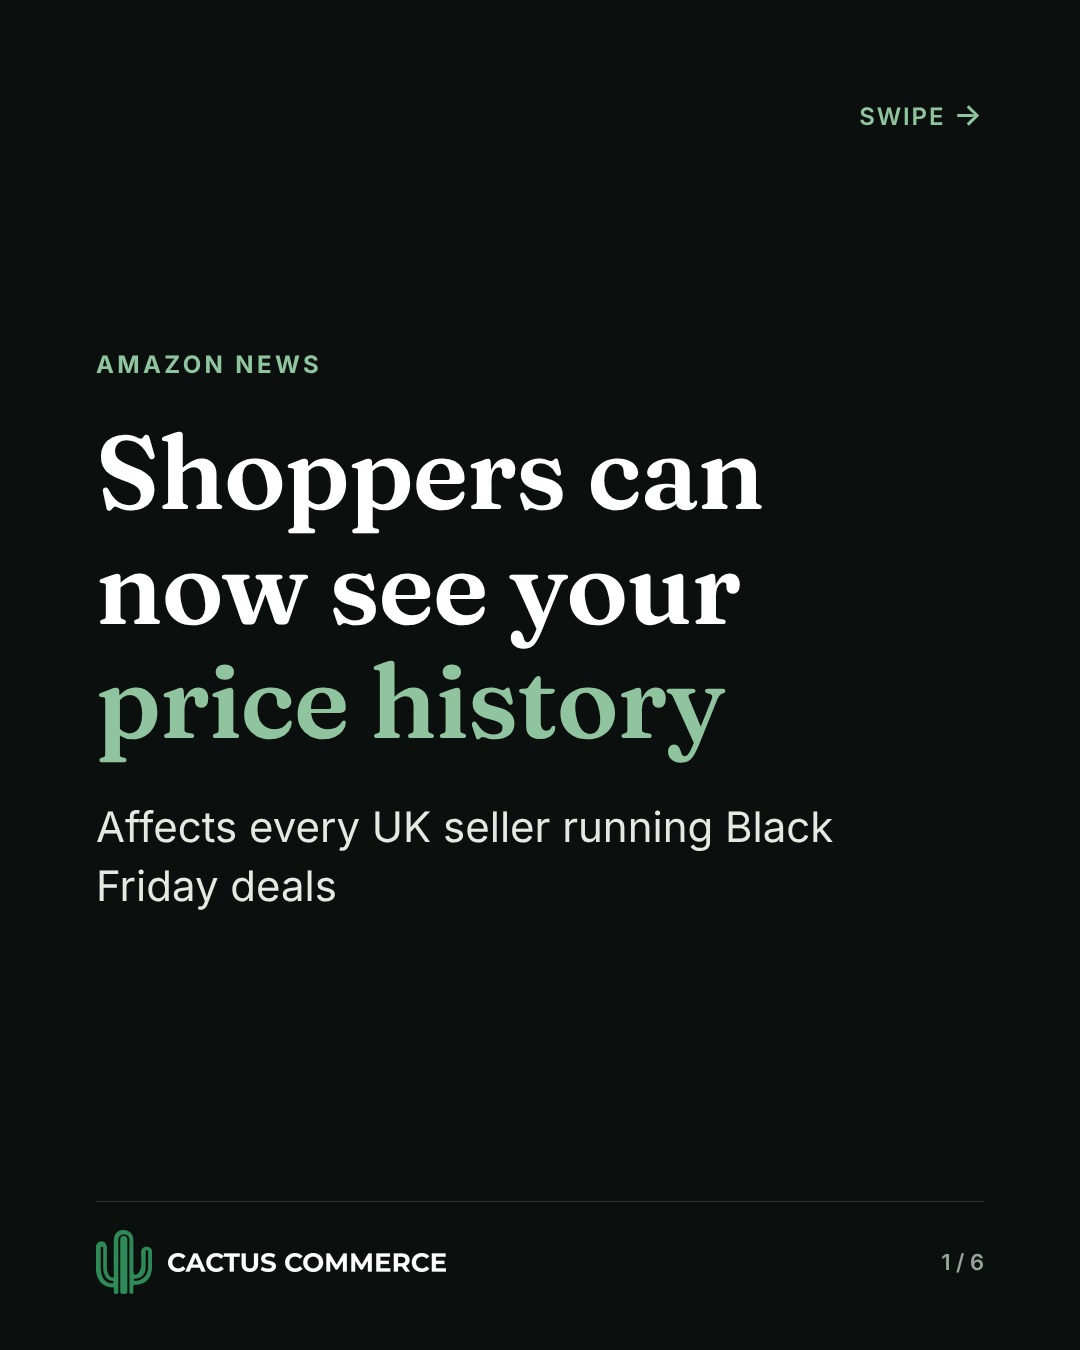 SWIPE →
AMAZON NEWS
Shoppers can
now see your
price history
Affects every UK seller running Black
Friday deals
CACTUS COMMERCE
1 / 6